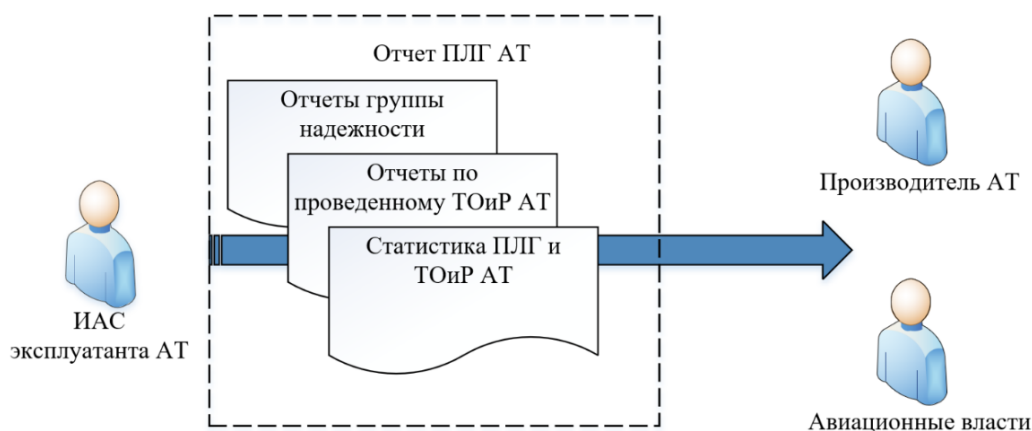 Отчет ПЛГ АТ
Отчеты группы
надежности
Отчеты по
проведенному ТОиР АТ
Статистика ПЛГ и
ТОиР АТ
ИАС
эксплуатанта АТ
Производитель АТ
Авиационные власти